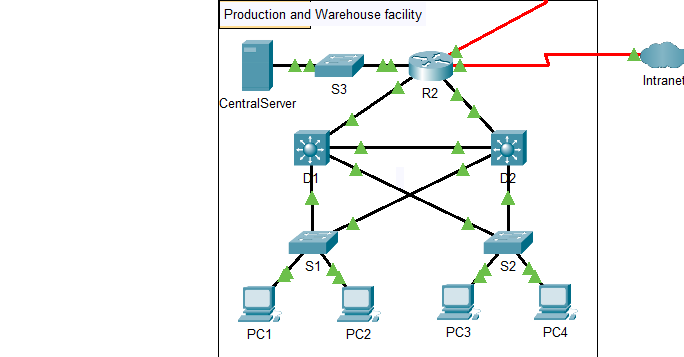 Production and Warehouse facility
CentralServer
S3
R2
Intranet
D1
D2
S1
S2
PC1
PC2
PC3
PC4